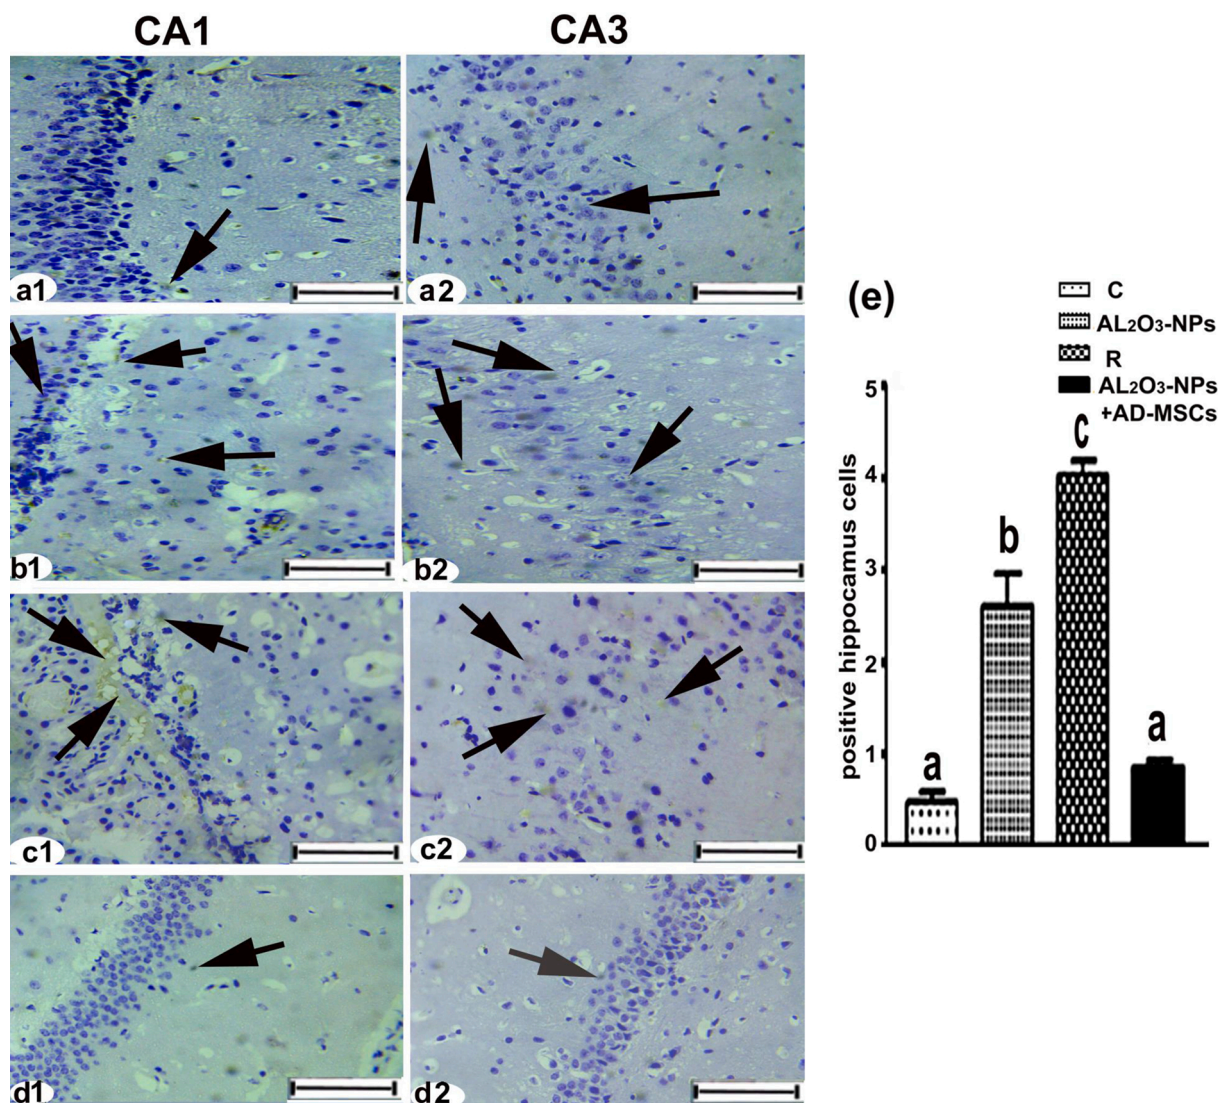 CA1
CA3
a1
a2
b1
b2
c1
c2
d1
d2
(e)
C
AL₂O₃-NPs
R
AL₂O₃-NPs
+AD-MSCs
positive hippocamus cells
5
4
3
2
1
0
a
b
c
a